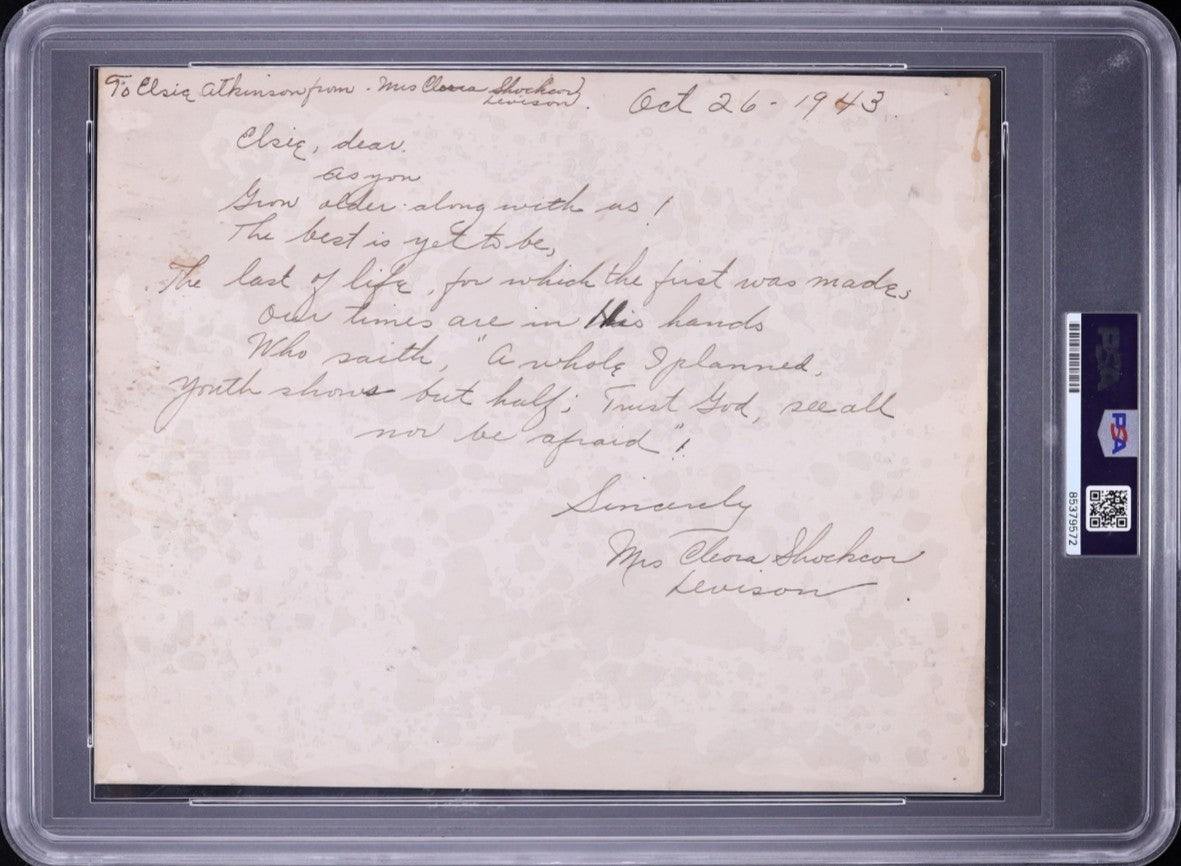 To Elsie Atkinson from - Mrs Cleora Shockcor
Levison.
Oct 26 - 1943.
Elsie, dear.
As you
Grow older along with us!
The best is yet to be,
The last of life, for which the first was made,
Our times are in His hands
Who saith, "A whole I planned,
Youth shows but half; Trust God, see all
nor be afraid"!
Sincerely
Mrs Cleora Shockcor
Levison
PSA
PSA
85379572